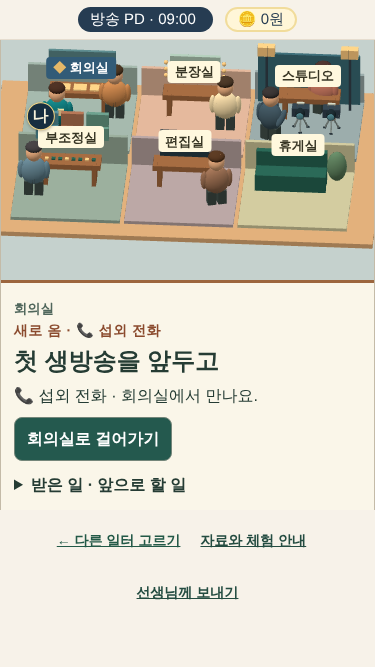 방송 PD · 09:00
🪙 0원
◆ 회의실
분장실
스튜디오
나
부조정실
편집실
휴게실
회의실
새로 옴 · 📞 섭외 전화
첫 생방송을 앞두고
📞 섭외 전화 · 회의실에서 만나요.
회의실로 걸어가기
▶ 받은 일 · 앞으로 할 일
← 다른 일터 고르기
자료와 체험 안내
선생님께 보내기